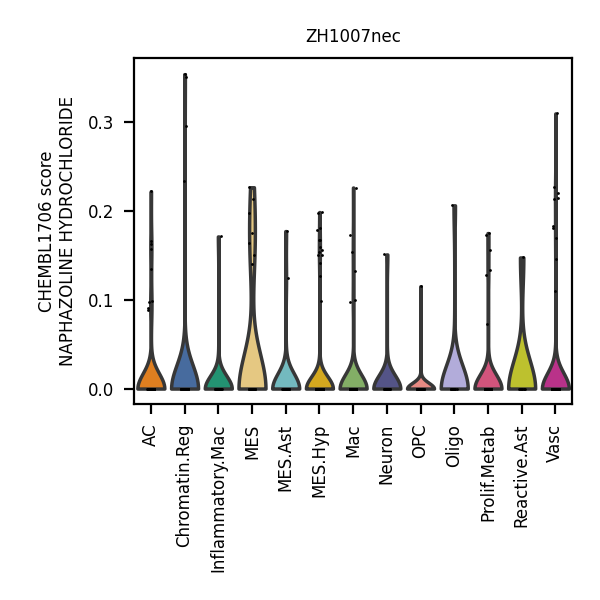 ZH1007nec
CHEMBL1706 score
NAPHAZOLINE HYDROCHLORIDE
0.3
0.2
0.1
0.0
AC
Chromatin.Reg
Inflammatory.Mac
MES
MES.Ast
MES.Hyp
Mac
Neuron
OPC
Oligo
Prolif.Metab
Reactive.Ast
Vasc